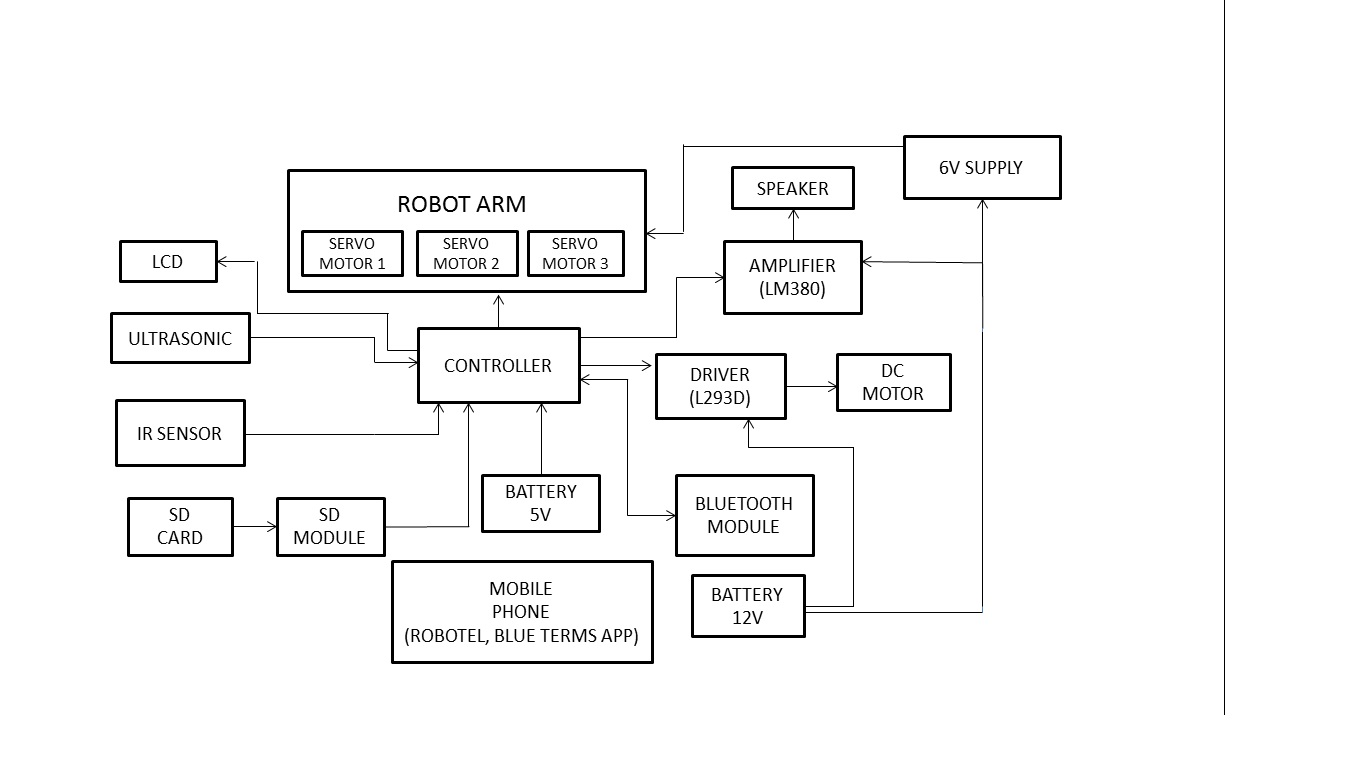 6V SUPPLY
SPEAKER
ROBOT ARM
SERVO
MOTOR 1
SERVO
MOTOR 2
SERVO
MOTOR 3
LCD
AMPLIFIER
(LM380)
ULTRASONIC
CONTROLLER
DRIVER
(L293D)
DC
MOTOR
IR SENSOR
BATTERY
5V
BLUETOOTH
MODULE
SD
CARD
SD
MODULE
MOBILE
PHONE
(ROBOTEL, BLUE TERMS APP)
BATTERY
12V